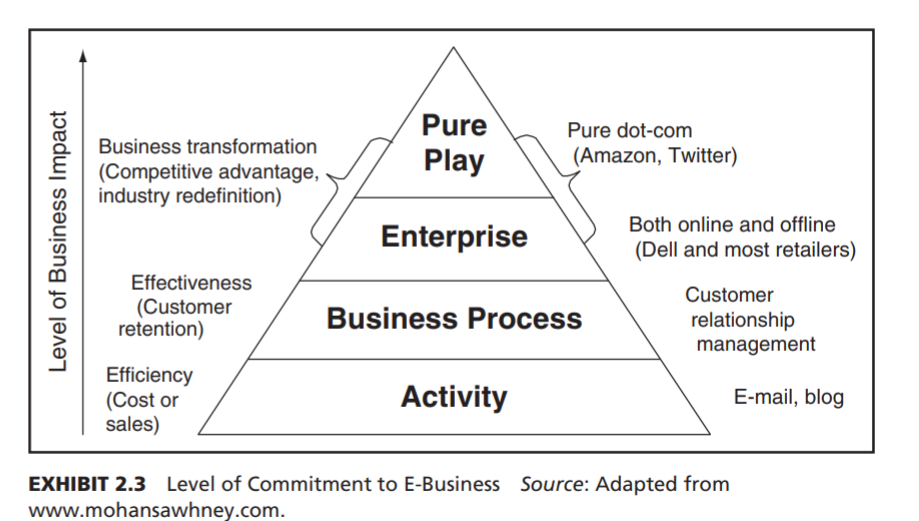 Level of Business Impact
Business transformation
(Competitive advantage,
industry redefinition)
Effectiveness
(Customer
retention)
Efficiency
(Cost or
sales)
Pure
Play
Enterprise
Business Process
Activity
Pure dot-com
(Amazon, Twitter)
Both online and offline
(Dell and most retailers)
Customer
relationship
management
E-mail, blog
EXHIBIT 2.3 Level of Commitment to E-Business Source: Adapted from
www.mohansawhney.com.